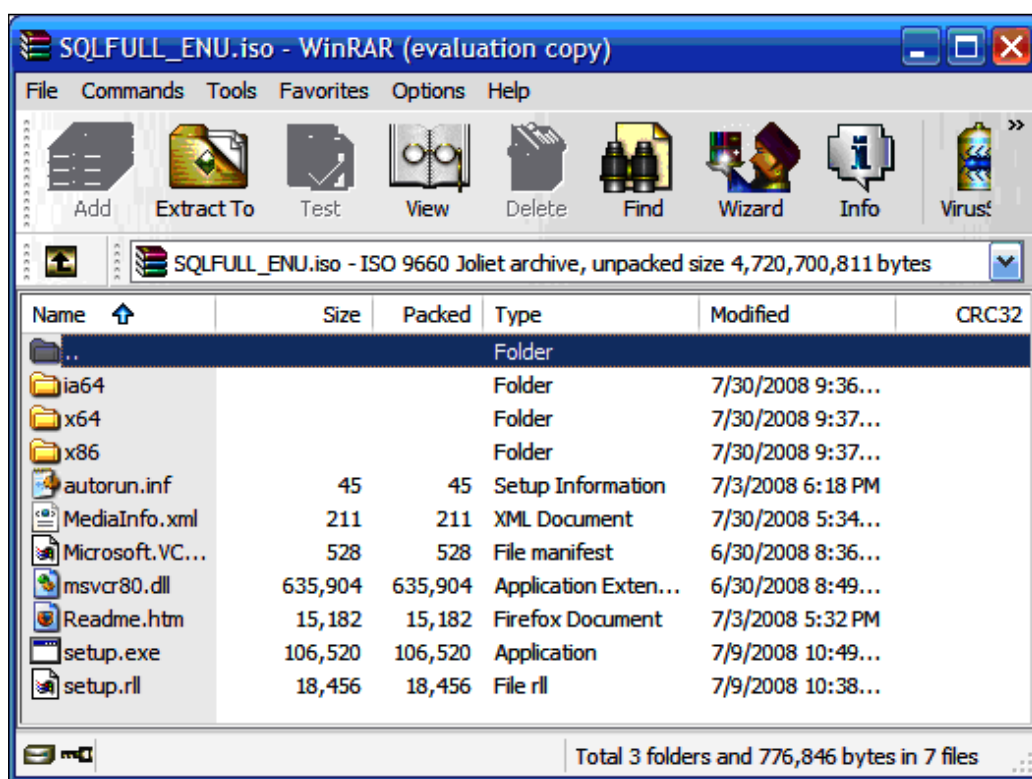 SQLFULL_ENU.iso - WinRAR (evaluation copy)
File Commands Tools Favorites Options Help
Add Extract To Test View Delete Find Wizard Info VirusS
SQLFULL_ENU.iso - ISO 9660 Joliet archive, unpacked size 4,720,700,811 bytes
Name Size Packed Type Modified CRC32
.. Folder
ia64 Folder 7/30/2008 9:36...
x64 Folder 7/30/2008 9:37...
x86 Folder 7/30/2008 9:37...
autorun.inf 45 45 Setup Information 7/3/2008 6:18 PM
MediaInfo.xml 211 211 XML Document 7/30/2008 5:34...
Microsoft.VC... 528 528 File manifest 6/30/2008 8:36...
msvcr80.dll 635,904 635,904 Application Exten... 6/30/2008 8:49...
Readme.htm 15,182 15,182 Firefox Document 7/3/2008 5:32 PM
setup.exe 106,520 106,520 Application 7/9/2008 10:49...
setup.rll 18,456 18,456 File rll 7/9/2008 10:38...
Total 3 folders and 776,846 bytes in 7 files